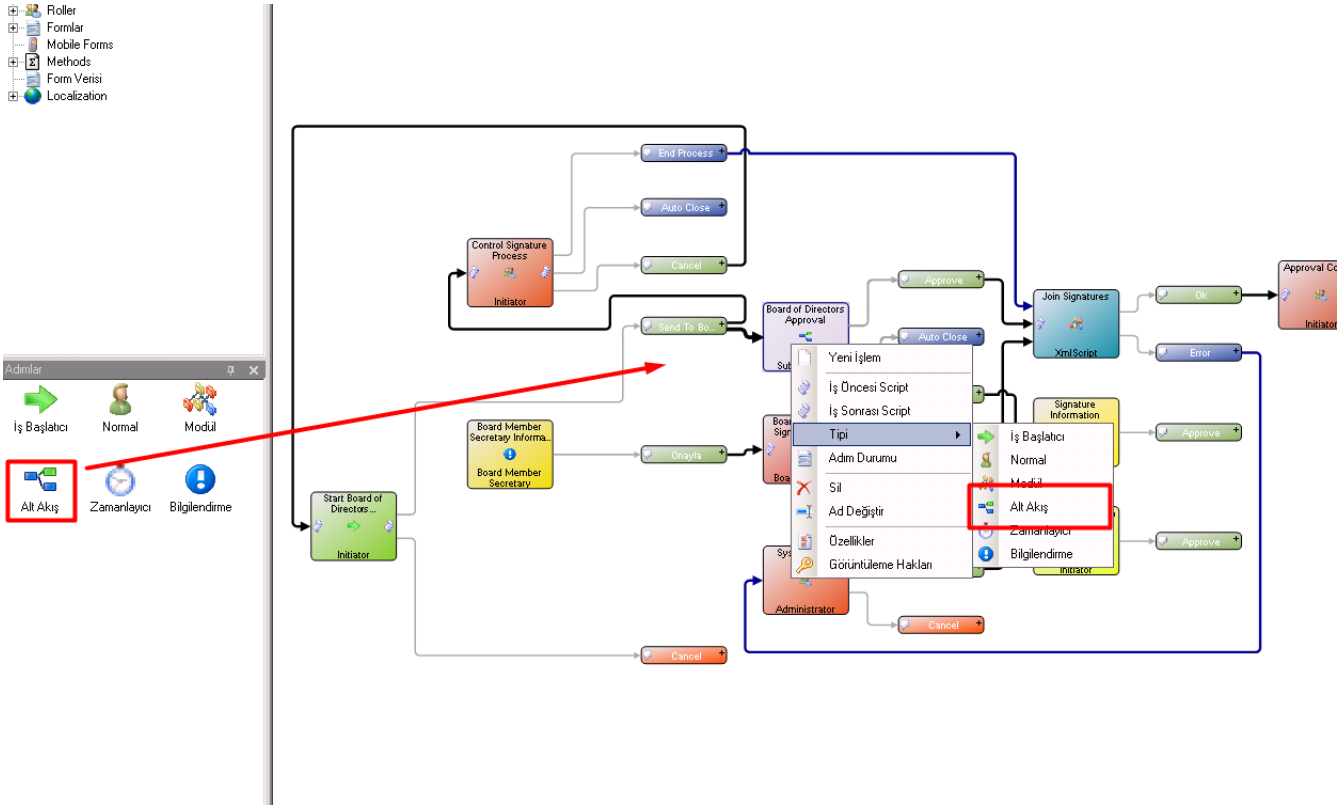 Roller
Formlar
Mobile Forms
Methods
Form Verisi
Localization
Adımlar
İş Başlatıcı
Normal
Modül
Alt Akış
Zamanlayıcı
Bilgilendirme
End Process
Auto Close
Control Signature
Process
Initiator
Cancel
Send To Bo...
Board of Directors
Approval
Approve
Auto Close
Join Signatures
XmlScript
Ok
Error
Approval Co
Initiator
Board Member
Secretary Informa...
Board Member
Secretary
Onayla
Start Board of
Directors...
Initiator
Cancel
Signature
Information
Approve
Approve
Initiator
Administrator
Cancel
Yeni İşlem
İş Öncesi Script
İş Sonrası Script
Tipi
Adım Durumu
Sil
Ad Değiştir
Özellikler
Görüntüleme Hakları
İş Başlatıcı
Normal
Modül
Alt Akış
Zamanlayıcı
Bilgilendirme